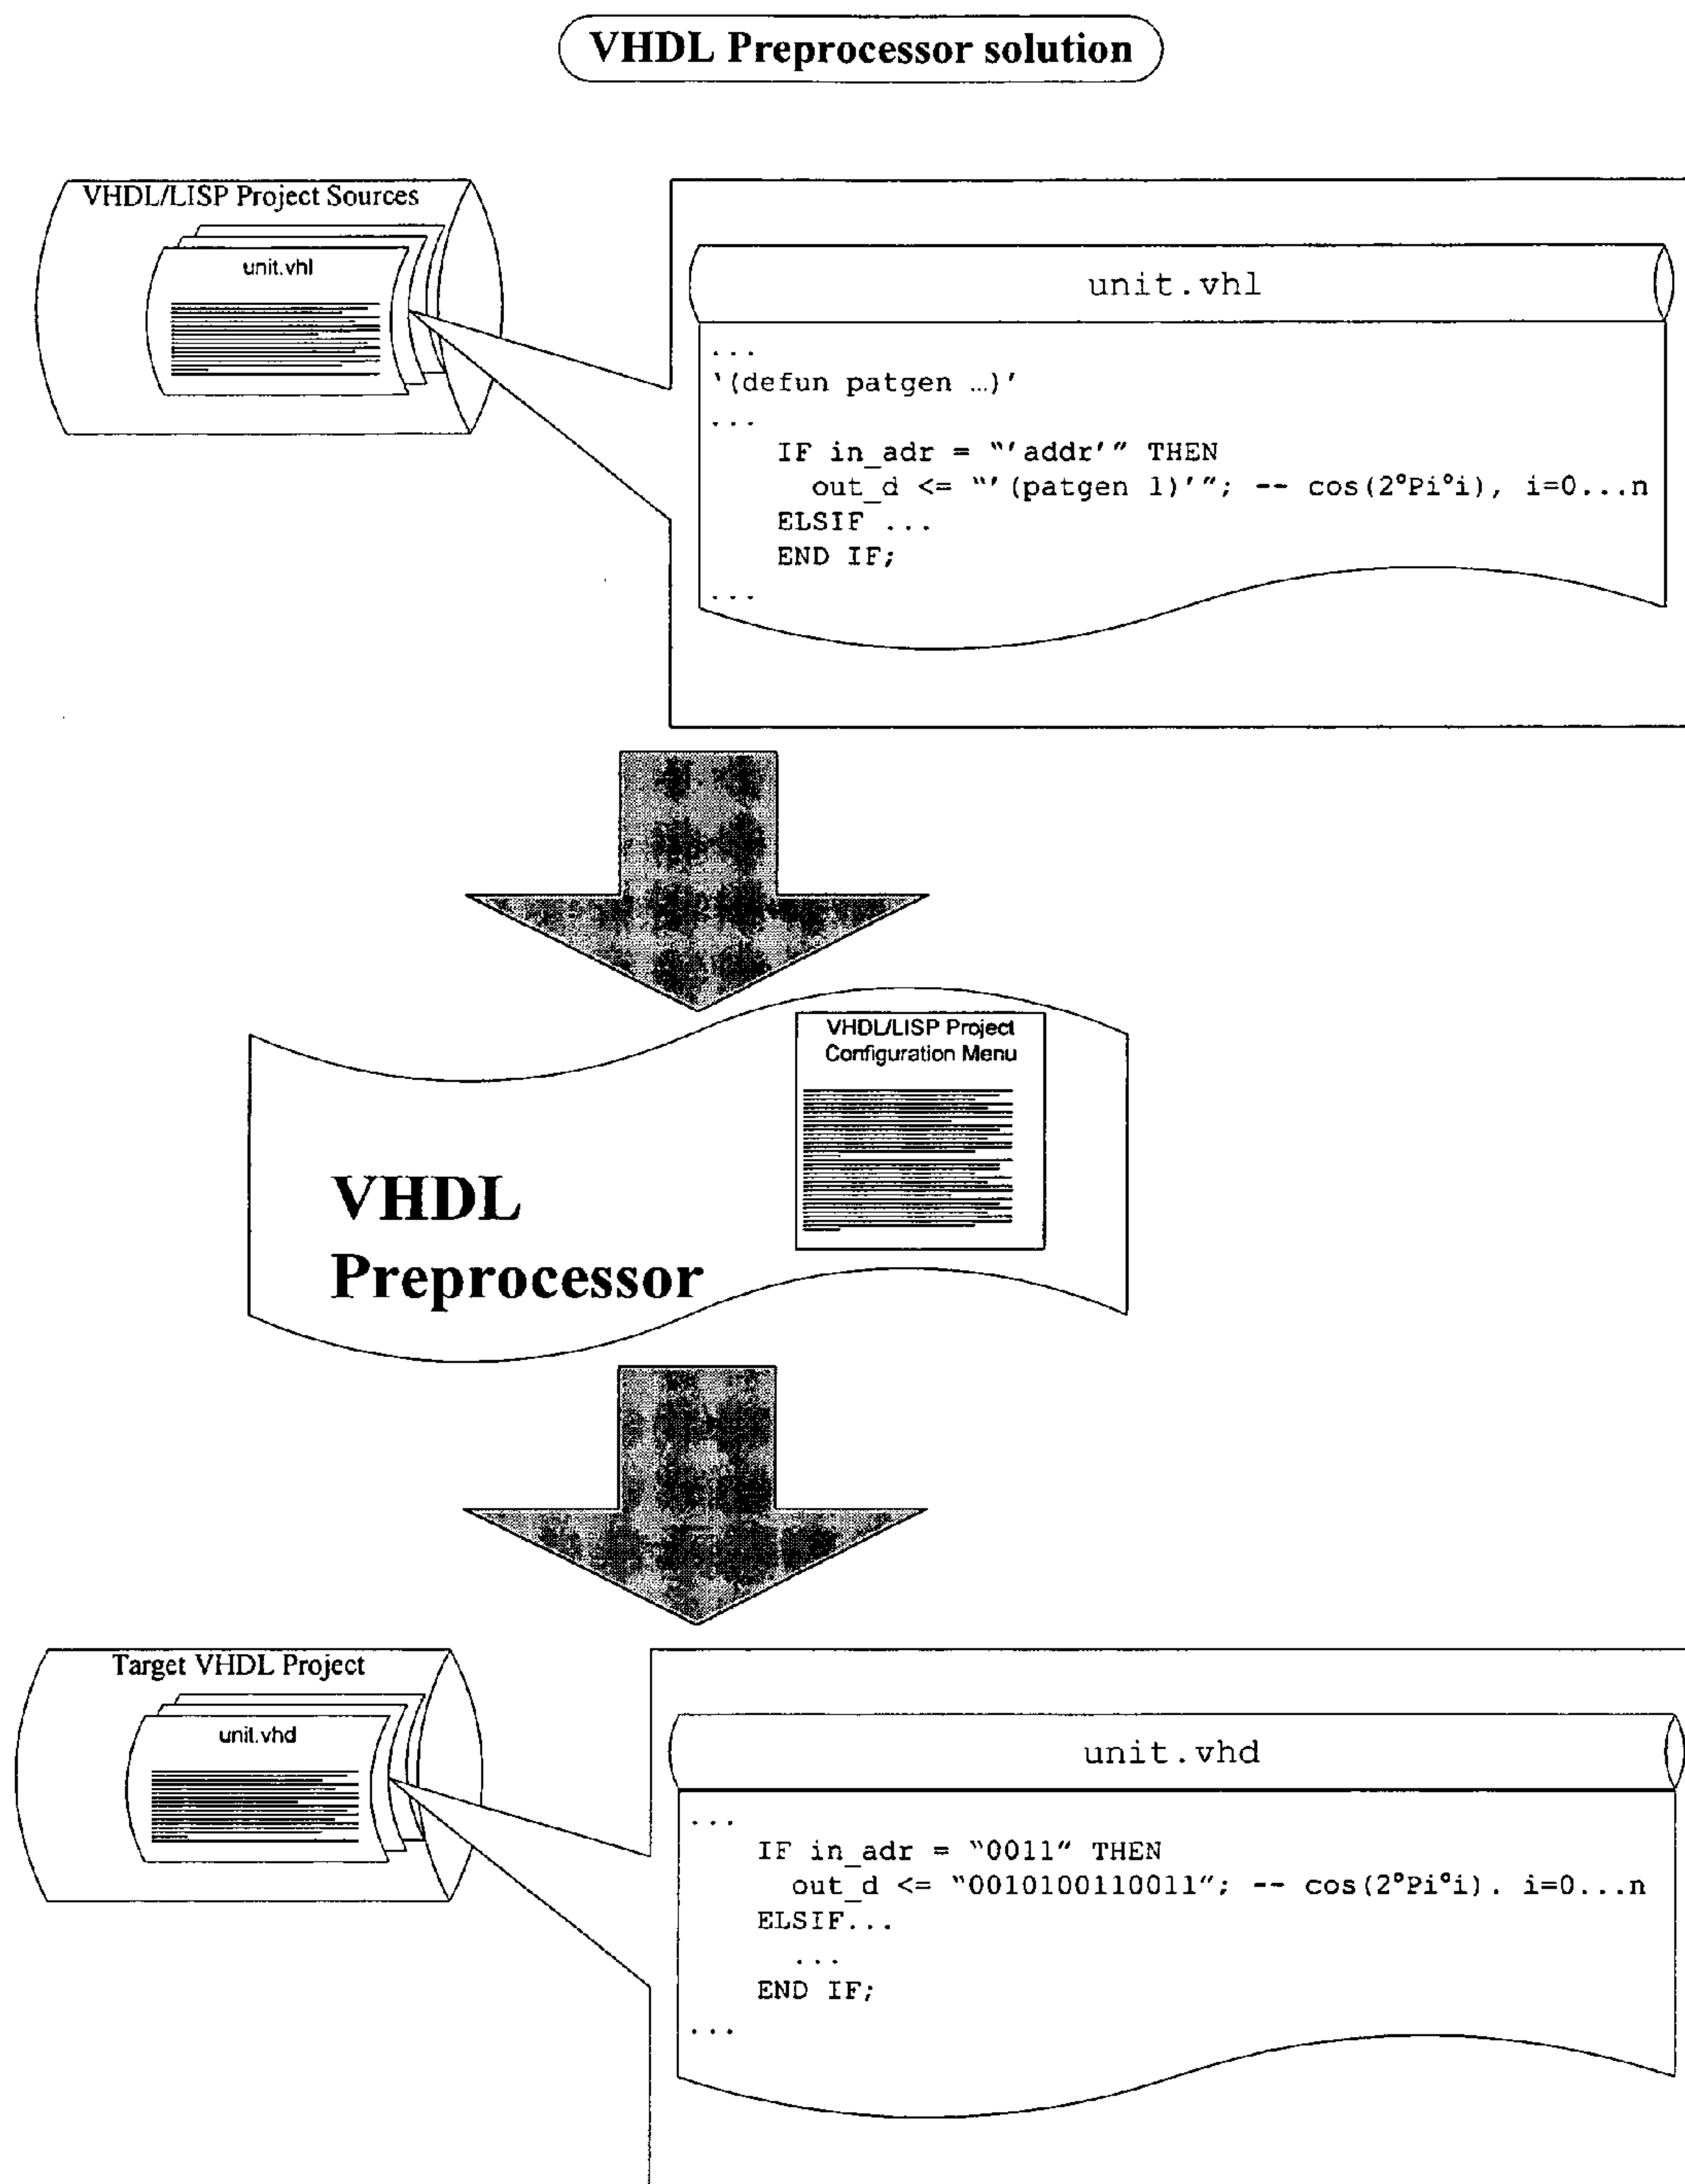 VHDL Preprocessor solution
VHDL/LISP Project Sources
unit.vhl
unit.vhl
...
‘(defun patgen …)’
...
IF in_adr = “’addr’” THEN
out_d <= “’(patgen 1)’”; -- cos(2°Pi°i), i=0...n
ELSIF ...
END IF;
...
VHDL/LISP Project
Configuration Menu
VHDL
Preprocessor
Target VHDL Project
unit.vhd
unit.vhd
...
IF in_adr = “0011” THEN
out_d <= “0010100110011”; -- cos(2°Pi°i). i=0...n
ELSIF...
...
END IF;
...